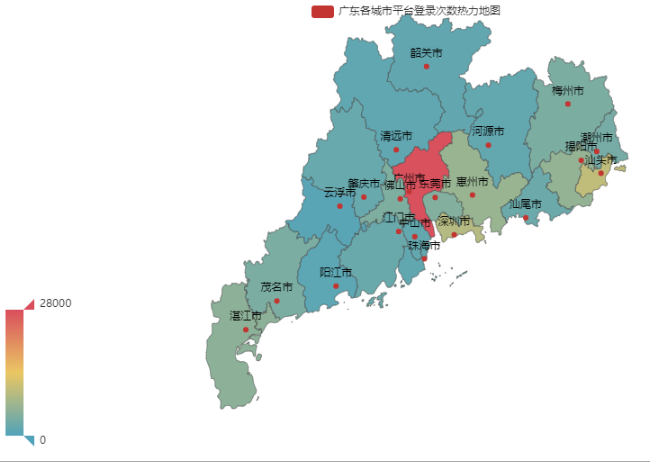 广东各城市平台登录次数热力地图
韶关市
梅州市
河源市
清远市
潮州市
揭阳市
汕头市
广州市
肇庆市
佛山市
东莞市
惠州市
云浮市
汕尾市
江门市
中山市
深圳市
珠海市
阳江市
茂名市
湛江市
28000
0